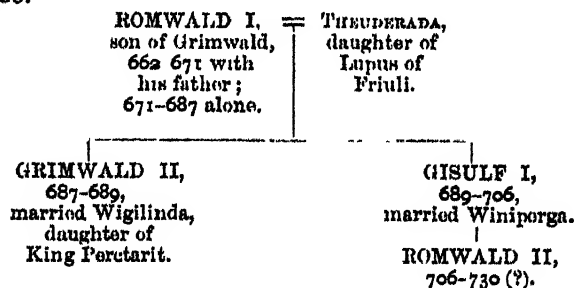 ROMWALD I, = THEUDERADA,
son of Grimwald, daughter of
662 671 with Lupus of
his father; Friuli.
671-687 alone.
GRIMWALD II, GISULF I,
687-689, 689-706,
married Wigilinda, married Winiperga.
daughter of
King Perctarit. ROMWALD II,
706-730 (?).